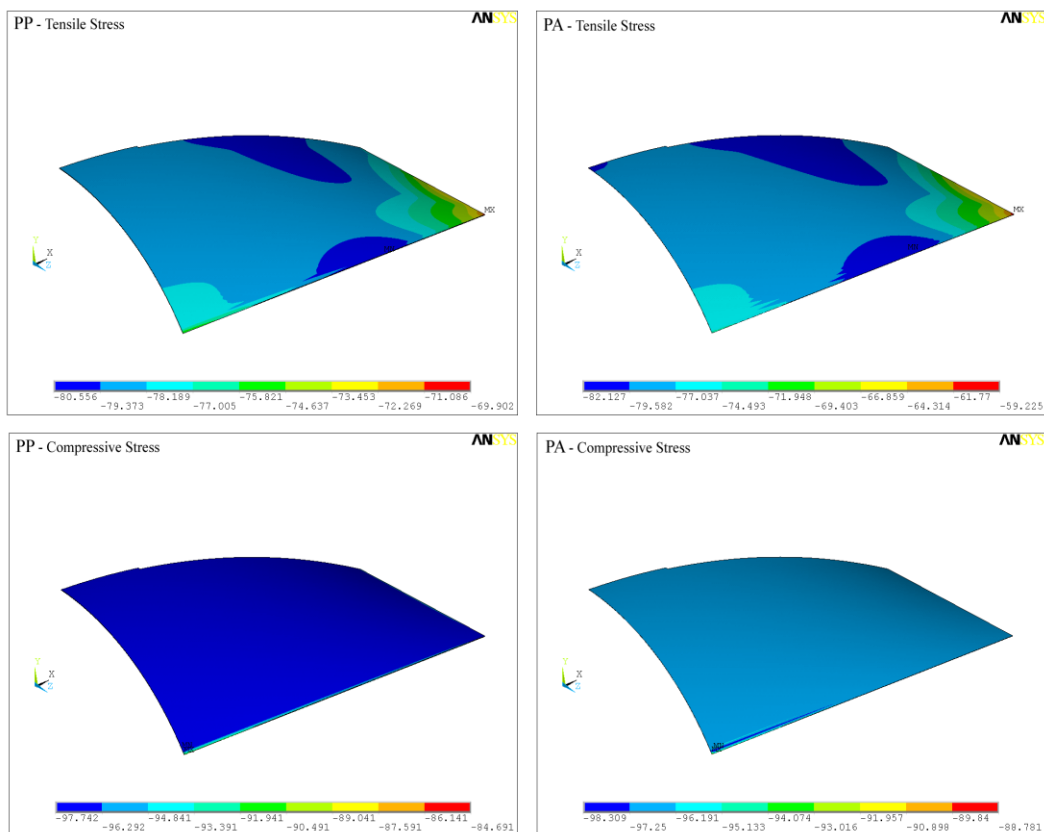 PP - Tensile Stress
ANSYS
Y
X
Z
MX
-80.556 -78.189 -75.821 -73.453 -71.086
-79.373 -77.005 -74.637 -72.269 -69.902
PA - Tensile Stress
ANSYS
Y
X
Z
MX
-82.127 -77.037 -71.948 -66.859 -61.77
-79.582 -74.493 -69.403 -64.314 -59.225
PP - Compressive Stress
ANSYS
Y
X
Z
-97.742 -94.841 -91.941 -89.041 -86.141
-96.292 -93.391 -90.491 -87.591 -84.691
PA - Compressive Stress
ANSYS
Y
X
Z
-98.309 -96.191 -94.074 -91.957 -89.84
-97.25 -95.133 -93.016 -90.898 -88.781